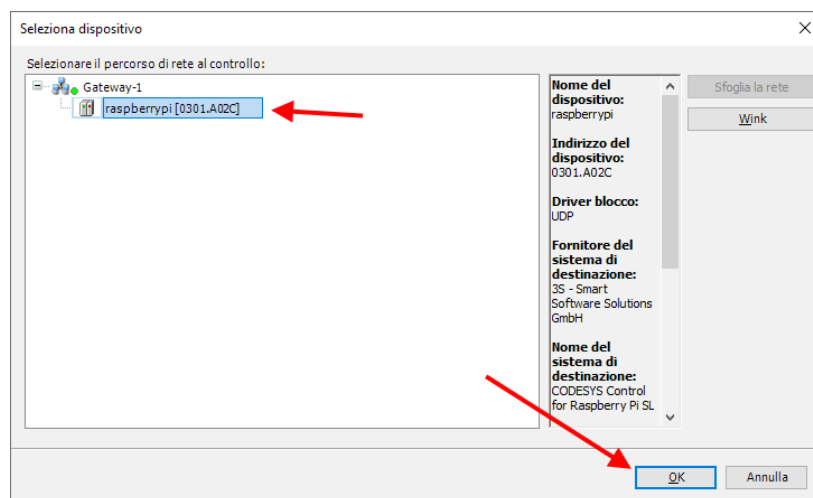 Seleziona dispositivo
Selezionare il percorso di rete al controllo:
Gateway-1
raspberrypi [0301.A02C]
Nome del
dispositivo:
raspberrypi
Indirizzo del
dispositivo:
0301.A02C
Driver blocco:
UDP
Fornitore del
sistema di
destinazione:
3S - Smart
Software Solutions
GmbH
Nome del
sistema di
destinazione:
CODESYS Control
for Raspberry Pi SL
Sfoglia la rete
Wink
OK
Annulla